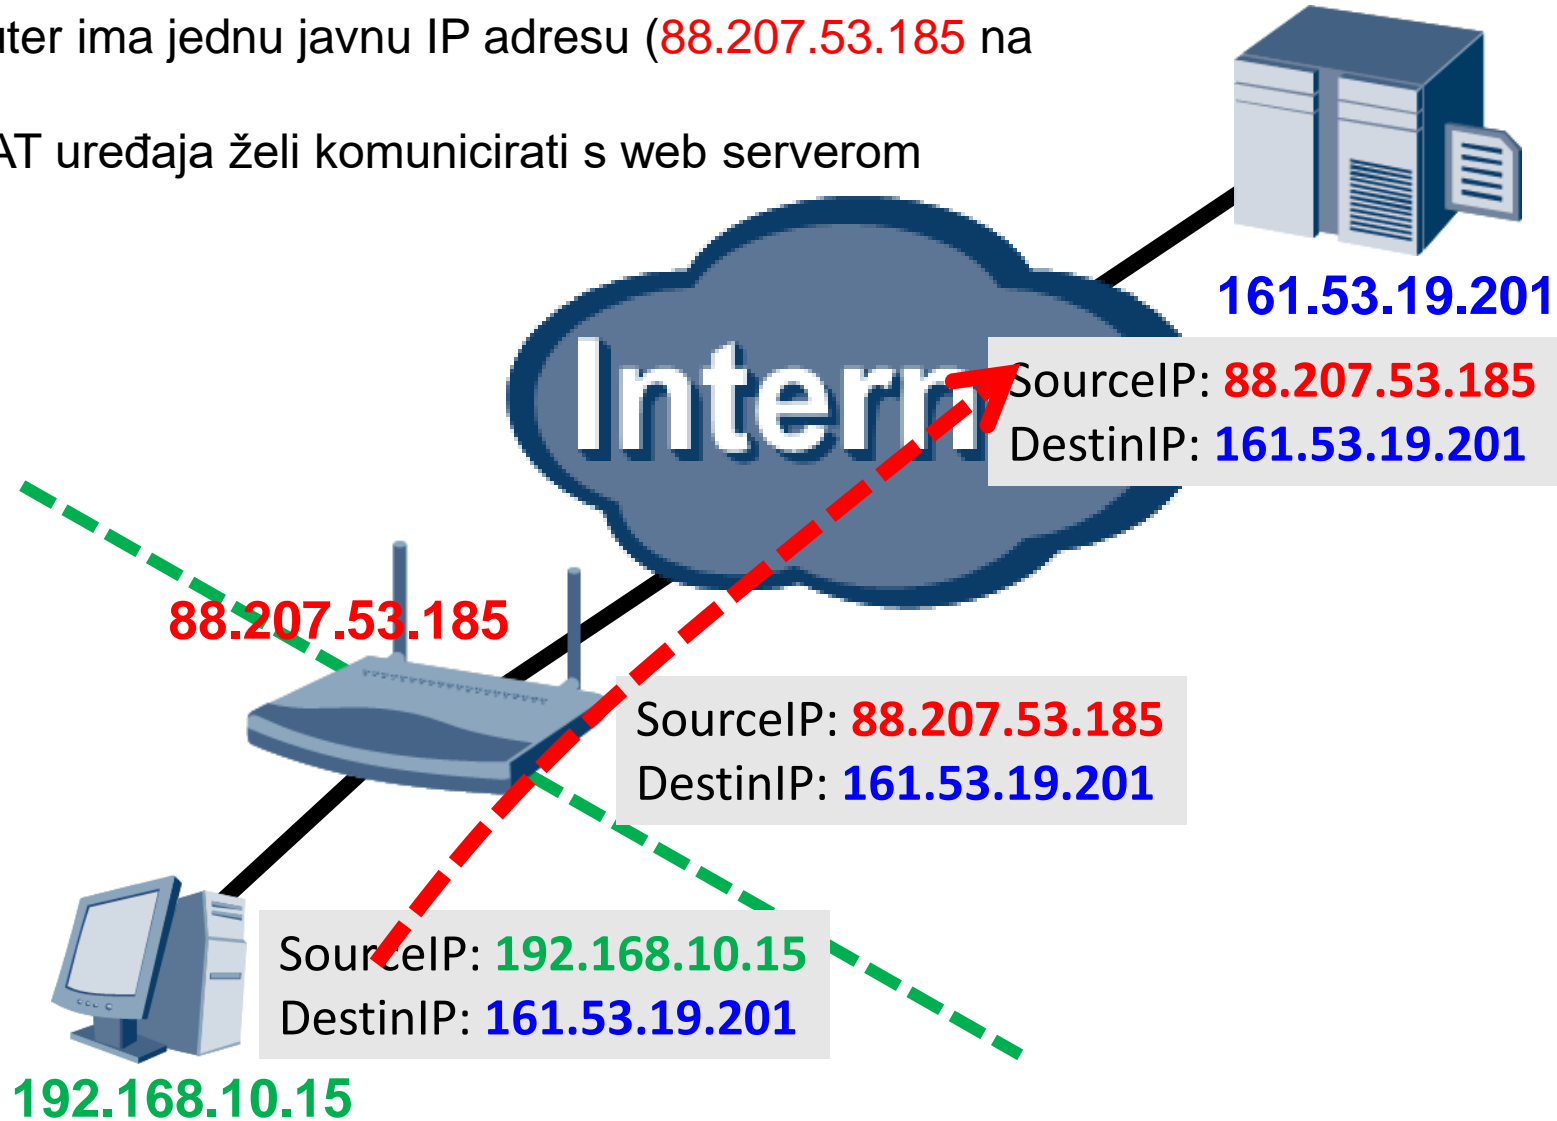 uter ima jednu javnu IP adresu (88.207.53.185 na
AT uređaja želi komunicirati s web serverom
161.53.19.201
Intern
SourceIP: 88.207.53.185
DestinIP: 161.53.19.201
88.207.53.185
SourceIP: 88.207.53.185
DestinIP: 161.53.19.201
SourceIP: 192.168.10.15
DestinIP: 161.53.19.201
192.168.10.15